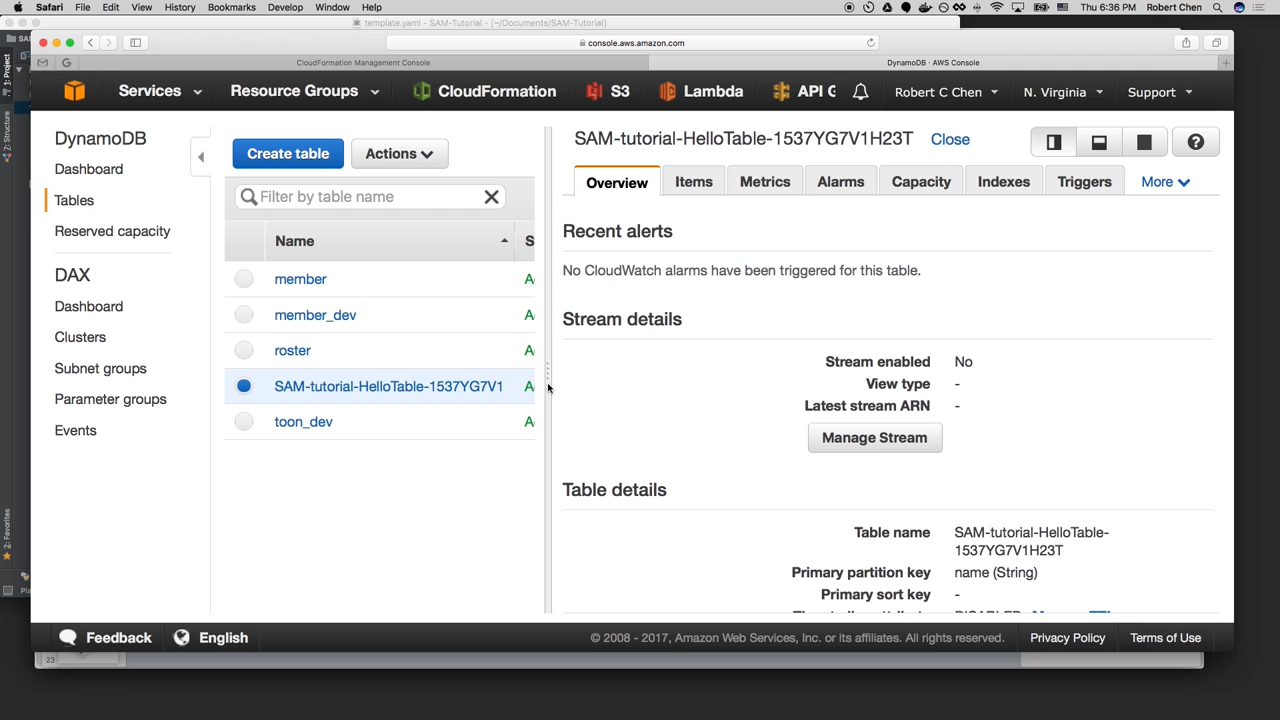 Safari File Edit View History Bookmarks Develop Window Help Thu 6:36 PM Robert Chen
template.yaml - SAM-Tutorial - [~/Documents/SAM-Tutorial]
console.aws.amazon.com
CloudFormation Management Console DynamoDB - AWS Console
Services Resource Groups CloudFormation S3 Lambda API G Robert C Chen N. Virginia Support
1: Project
Z: Structure
2: Favorites
DynamoDB
Dashboard
Tables
Reserved capacity
DAX
Dashboard
Clusters
Subnet groups
Parameter groups
Events
Create table Actions
Filter by table name
Name S
member A
member_dev A
roster A
SAM-tutorial-HelloTable-1537YG7V1 A
toon_dev A
SAM-tutorial-HelloTable-1537YG7V1H23T Close
Overview Items Metrics Alarms Capacity Indexes Triggers More
Recent alerts
No CloudWatch alarms have been triggered for this table.
Stream details
Stream enabled No
View type -
Latest stream ARN -
Manage Stream
Table details
Table name SAM-tutorial-HelloTable-
1537YG7V1H23T
Primary partition key name (String)
Primary sort key -
Feedback English © 2008 - 2017, Amazon Web Services, Inc. or its affiliates. All rights reserved. Privacy Policy Terms of Use
23